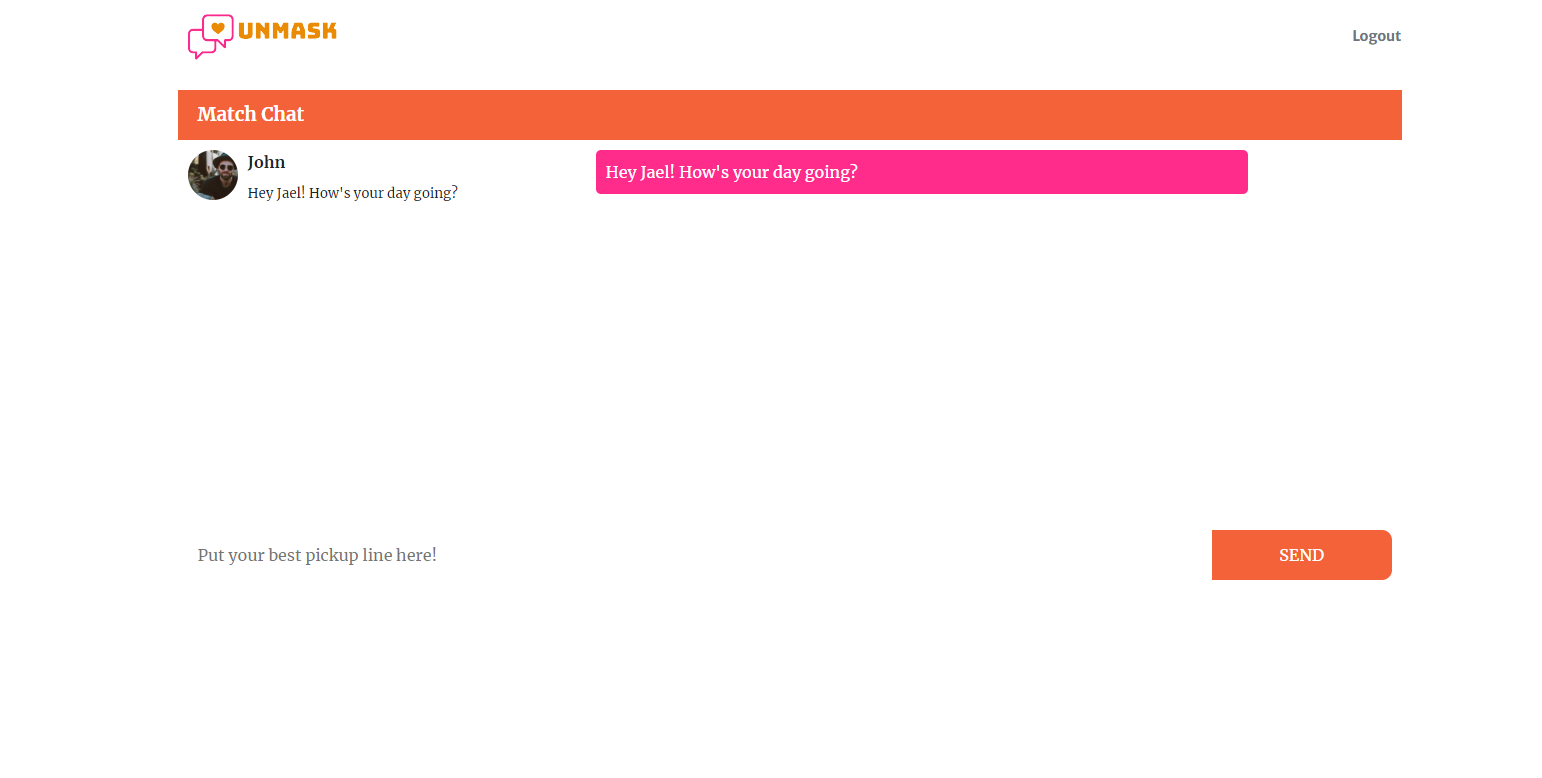 UNMASK
Logout
Match Chat
John
Hey Jael! How's your day going?
Hey Jael! How's your day going?
Put your best pickup line here!
SEND